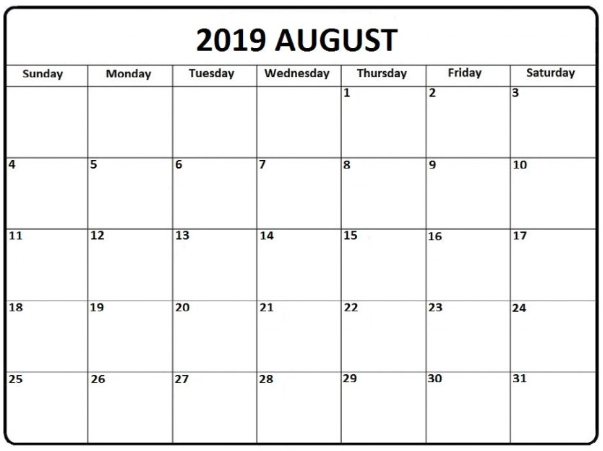 2019 AUGUST
Sunday Monday Tuesday Wednesday Thursday Friday Saturday
1 2 3
4 5 6 7 8 9 10
11 12 13 14 15 16 17
18 19 20 21 22 23 24
25 26 27 28 29 30 31